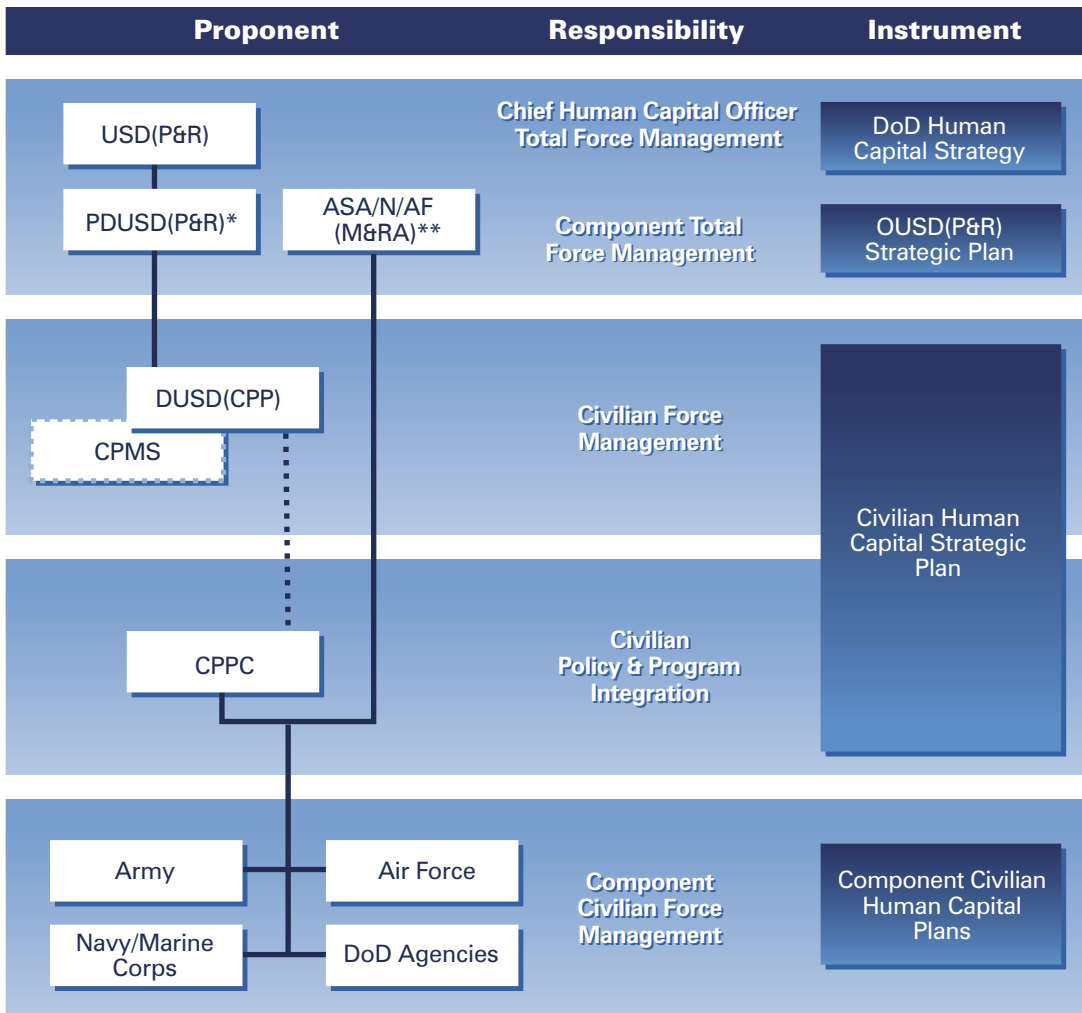 Proponent
Responsibility
Instrument
USD(P&R)
Chief Human Capital Officer
Total Force Management
DoD Human
Capital Strategy
PDUSD(P&R)*
ASA/N/AF
(M&RA)**
Component Total
Force Management
OUSD(P&R)
Strategic Plan
DUSD(CPP)
CPMS
Civilian Force
Management
Civilian Human
Capital Strategic
Plan
CPPC
Civilian
Policy & Program
Integration
Army
Air Force
Navy/Marine
Corps
DoD Agencies
Component
Civilian Force
Management
Component Civilian
Human Capital
Plans